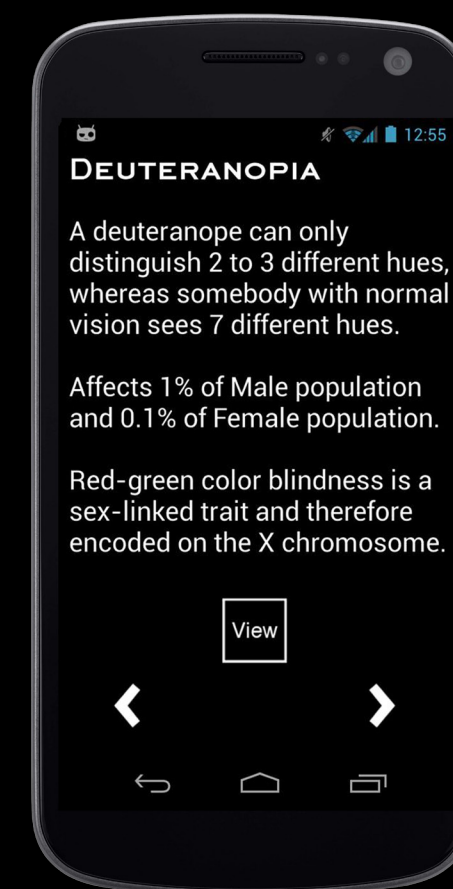 12:55
DEUTERANOPIA
A deuteranope can only
distinguish 2 to 3 different hues,
whereas somebody with normal
vision sees 7 different hues.
Affects 1% of Male population
and 0.1% of Female population.
Red-green color blindness is a
sex-linked trait and therefore
encoded on the X chromosome.
View